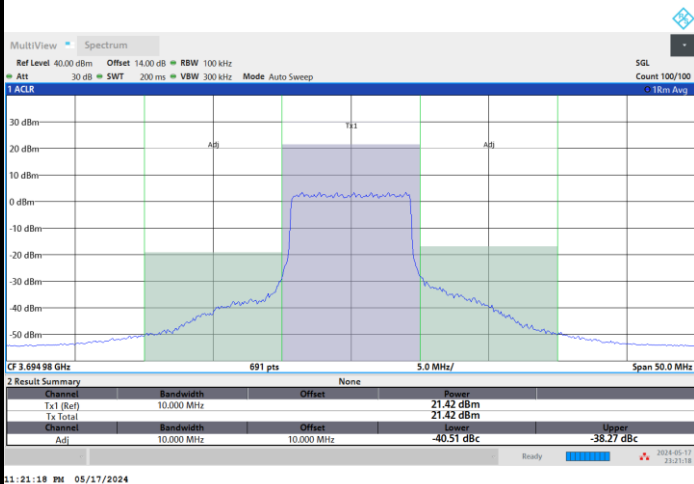 MultiView Spectrum
Ref Level 40.00 dBm Offset 14.00 dB RBW 100 kHz SGL
Att 30 dB SWT 200 ms VBW 300 kHz Mode Auto Sweep Count 100/100
1 ACLR 1Rm Avg
30 dBm
Tx1
Adj Adj
20 dBm
10 dBm
0 dBm
-10 dBm
-20 dBm
-30 dBm
-40 dBm
-50 dBm
CF 3.694 98 GHz 691 pts 5.0 MHz/ Span 50.0 MHz
2 Result Summary None
Channel Bandwidth Offset Power
Tx1 (Ref) 10.000 MHz 21.42 dBm
Tx Total 21.42 dBm
Channel Bandwidth Offset Lower Upper
Adj 10.000 MHz 10.000 MHz -40.51 dBc -38.27 dBc
Ready 2024-05-17
23:21:18
11:21:18 PM 05/17/2024